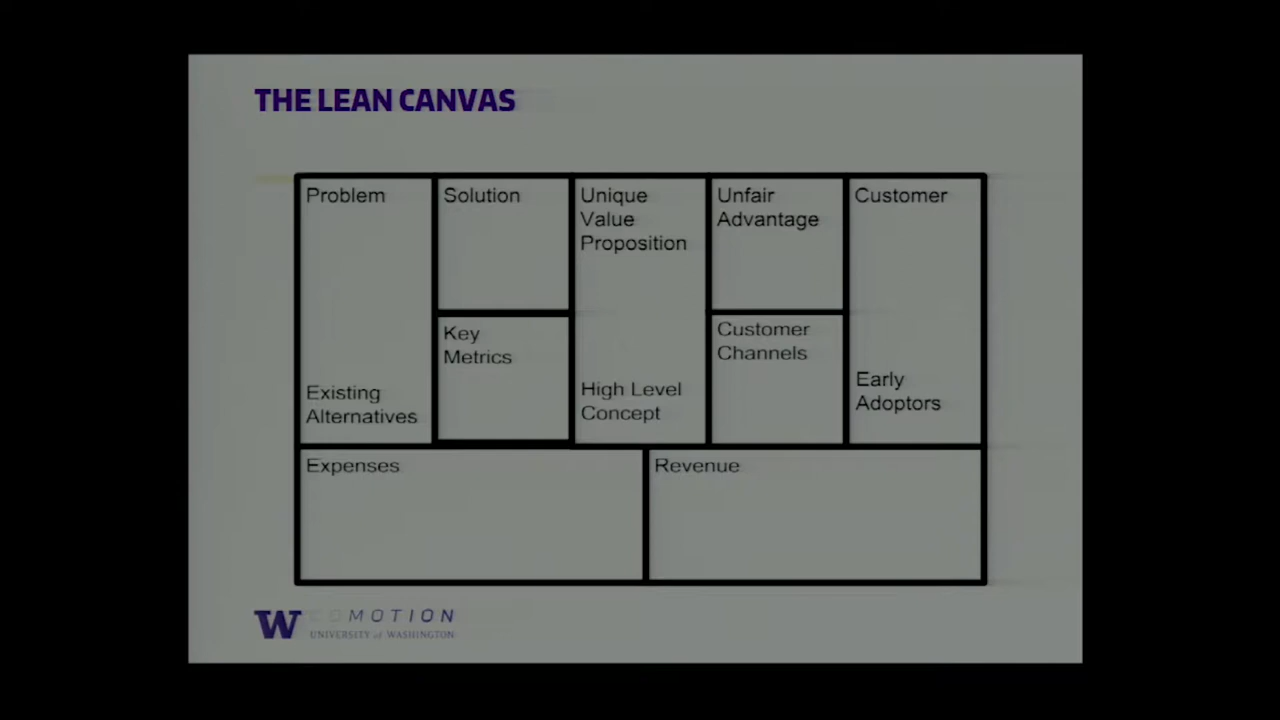 THE LEAN CANVAS
Problem
Existing
Alternatives
Solution
Key
Metrics
Unique
Value
Proposition
High Level
Concept
Unfair
Advantage
Customer
Channels
Customer
Early
Adoptors
Expenses
Revenue
W COMOTION
UNIVERSITY of WASHINGTON